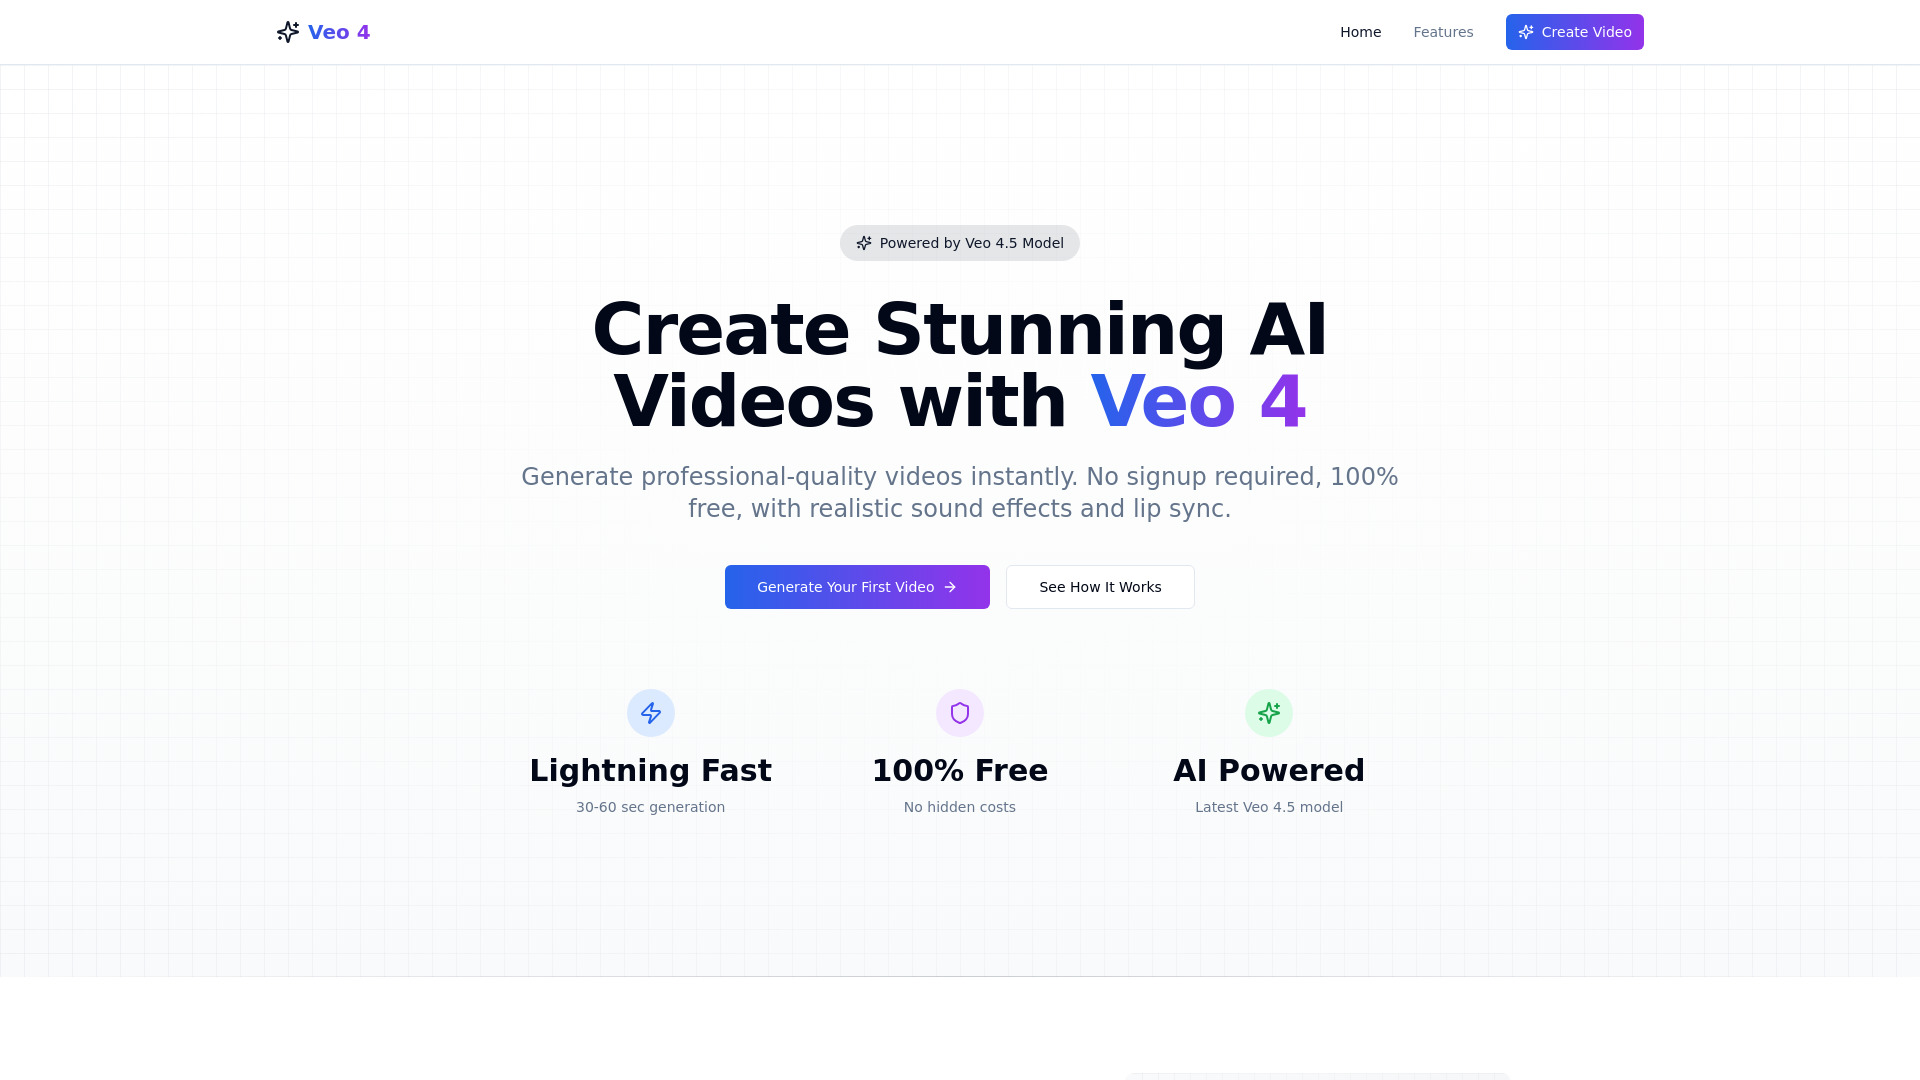 Veo 4
Home
Features
Create Video
Powered by Veo 4.5 Model
Create Stunning AI
Videos with Veo 4
Generate professional-quality videos instantly. No signup required, 100%
free, with realistic sound effects and lip sync.
Generate Your First Video
See How It Works
Lightning Fast
30-60 sec generation
100% Free
No hidden costs
AI Powered
Latest Veo 4.5 model